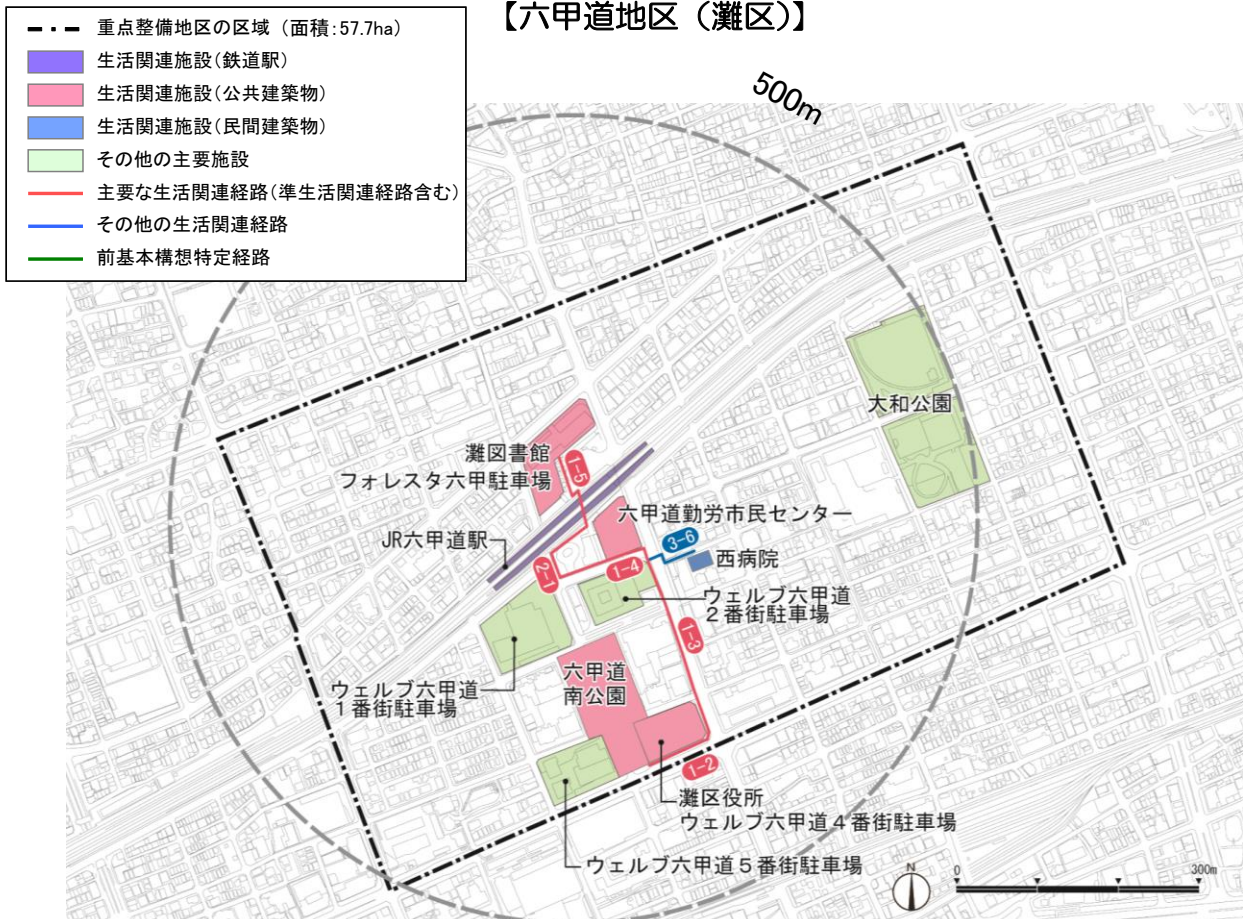 【六甲道地区（灘区）】
重点整備地区の区域（面積：57.7ha）
生活関連施設（鉄道駅）
生活関連施設（公共建築物）
生活関連施設（民間建築物）
その他の主要施設
主要な生活関連経路（準生活関連経路含む）
その他の生活関連経路
前基本構想特定経路
500m
大和公園
灘図書館
フォレスタ六甲駐車場
1-5
六甲道勤労市民センター
JR六甲道駅
3-6
西病院
2-1
1-4
ウェルブ六甲道
２番街駐車場
1-3
六甲道
南公園
ウェルブ六甲道
１番街駐車場
1-2
灘区役所
ウェルブ六甲道４番街駐車場
ウェルブ六甲道５番街駐車場
N
0
300m